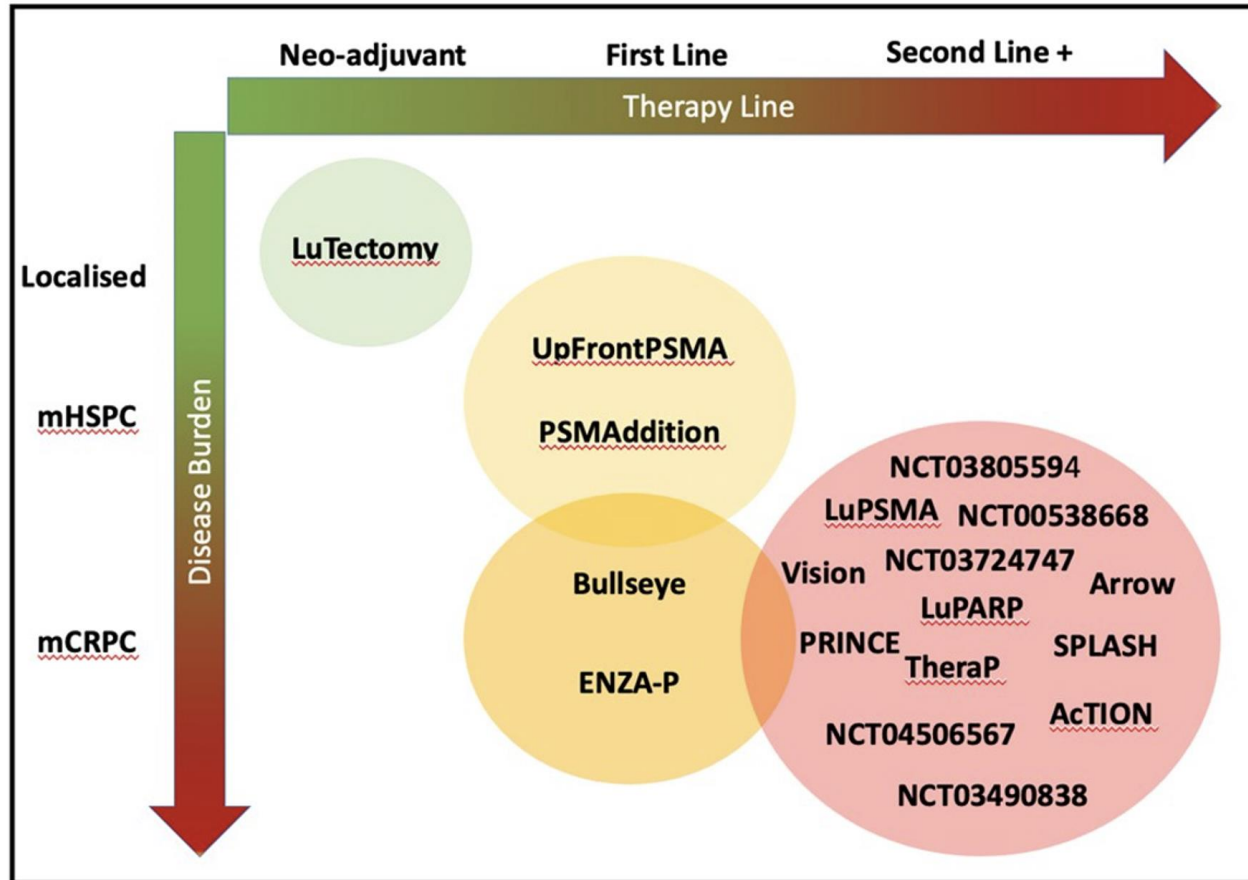 Neo-adjuvant First Line Second Line +
Therapy Line
Disease Burden
Localised
mHSPC
mCRPC
LuTectomy
UpFrontPSMA
PSMAddition
Bullseye
ENZA-P
NCT03805594
LuPSMA NCT00538668
NCT03724747
Vision Arrow
LuPARP
PRINCE SPLASH
TheraP
AcTION
NCT04506567
NCT03490838